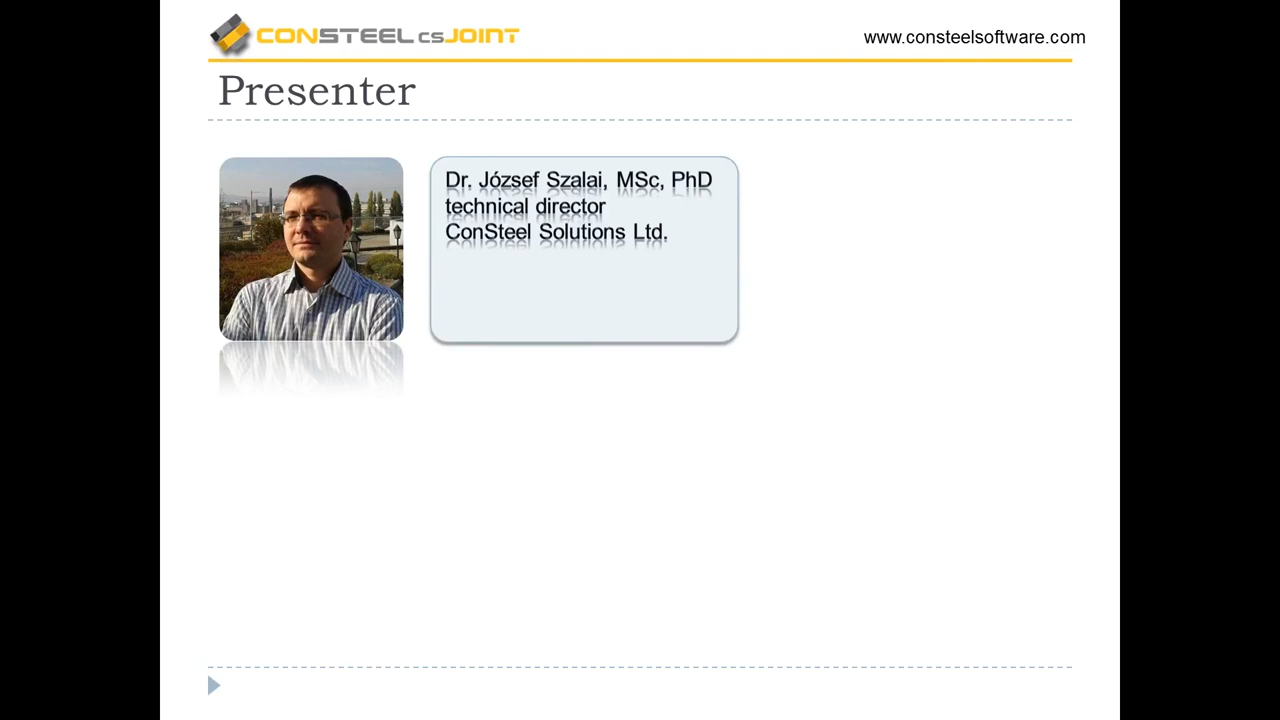 CONSTEEL CSJOINT
www.consteelsoftware.com
Presenter
Dr. József Szalai, MSc, PhD
technical director
ConSteel Solutions Ltd.